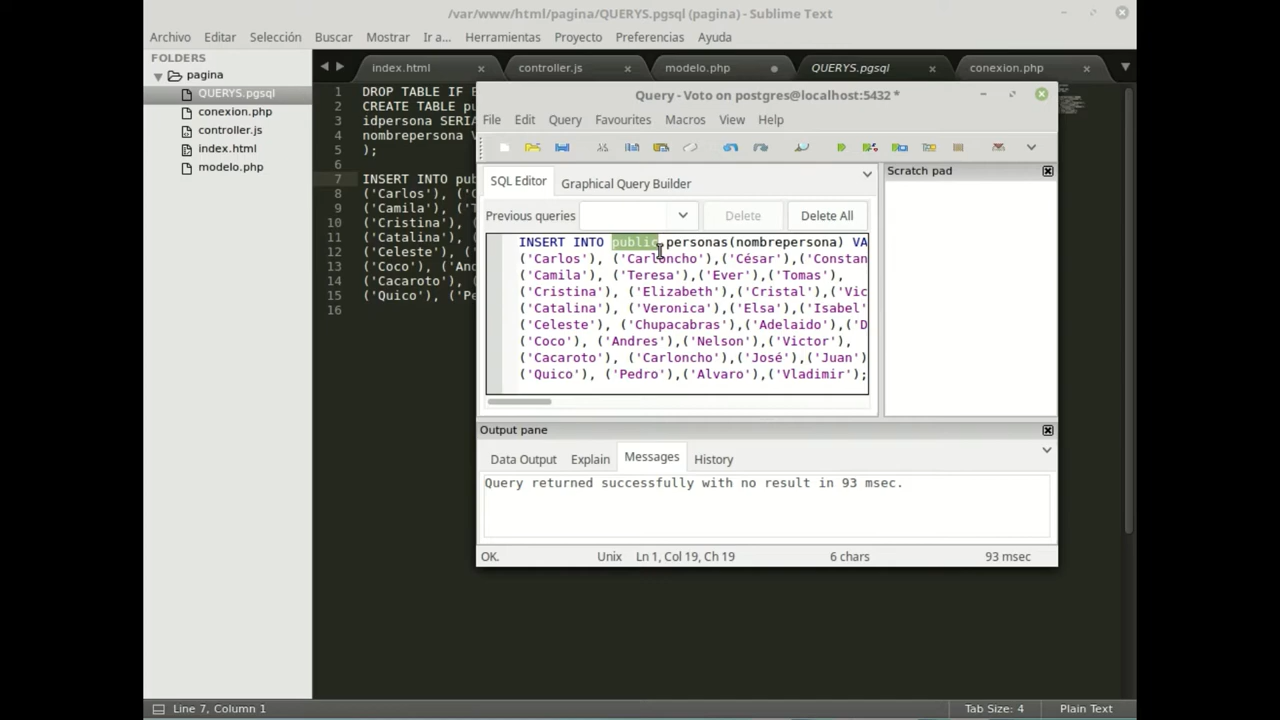 /var/www/html/pagina/QUERYS.pgsql (pagina) - Sublime Text
Archivo Editar Selección Buscar Mostrar Ir a... Herramientas Proyecto Preferencias Ayuda
FOLDERS
pagina
QUERYS.pgsql
conexion.php
controller.js
index.html
modelo.php
index.html controller.js modelo.php QUERYS.pgsql conexion.php
1 DROP TABLE IF
2 CREATE TABLE
3 idpersona
4 nombrepersona
5 );
6
7 INSERT INTO
8 ('Carlos'),
9 ('Camila'),
10 ('Cristina'),
11 ('Catalina'),
12 ('Celeste'),
13 ('Coco'),
14 ('Cacaroto'),
15 ('Quico'),
16
Query - Voto on postgres@localhost:5432 *
File Edit Query Favourites Macros View Help
SQL Editor Graphical Query Builder
Previous queries Delete Delete All
INSERT INTO public.personas(nombrepersona) VA
('Carlos'), ('Carloncho'),('César'),('Constan
('Camila'), ('Teresa'),('Ever'),('Tomas'),
('Cristina'), ('Elizabeth'),('Cristal'),('Vic
('Catalina'), ('Veronica'),('Elsa'),('Isabel'
('Celeste'), ('Chupacabras'),('Adelaido'),('D
('Coco'), ('Andres'),('Nelson'),('Victor'),
('Cacaroto'), ('Carloncho'),('José'),('Juan')
('Quico'), ('Pedro'),('Alvaro'),('Vladimir');
Scratch pad
Output pane
Data Output Explain Messages History
Query returned successfully with no result in 93 msec.
OK. Unix Ln 1, Col 19, Ch 19 6 chars 93 msec
Line 7, Column 1 Tab Size: 4 Plain Text